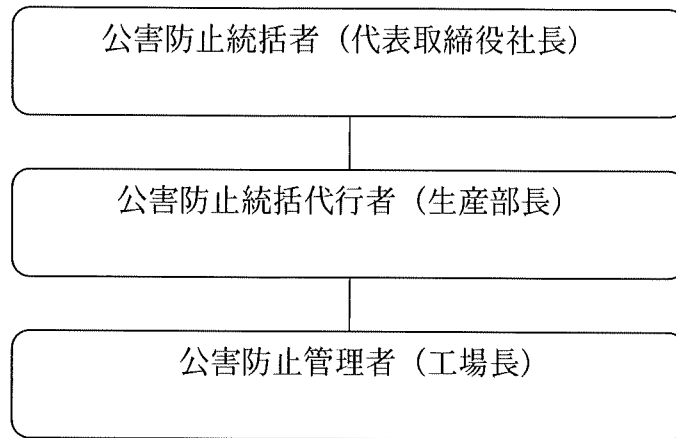 公害防止統括者（代表取締役社長）
公害防止統括代行者（生産部長）
公害防止管理者（工場長）